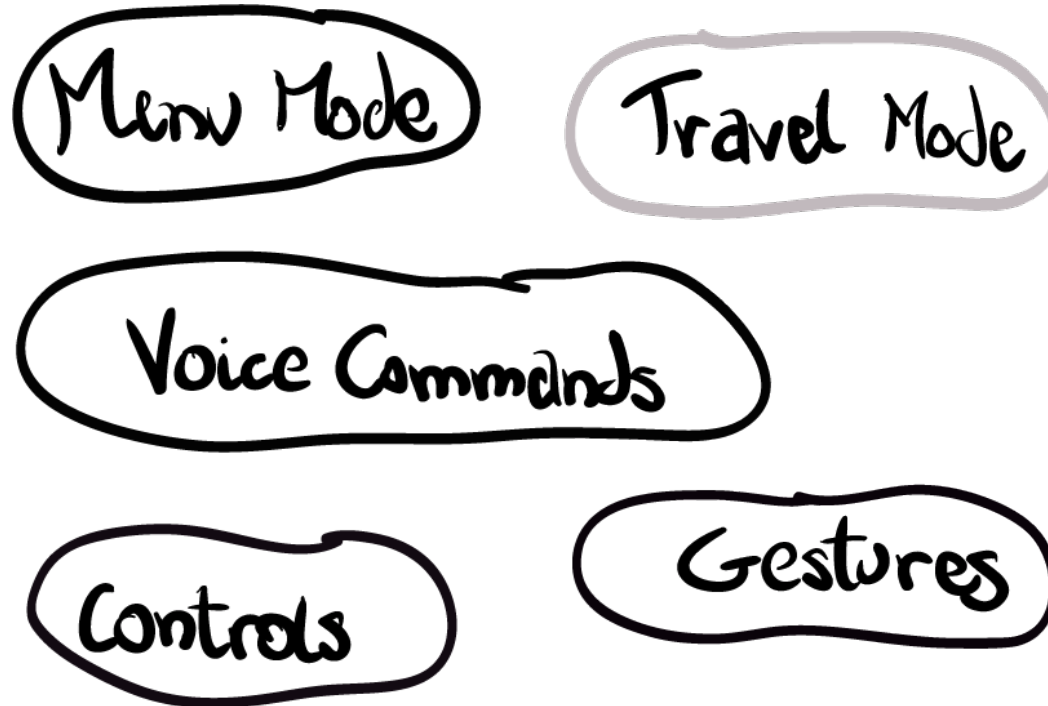 Menu Mode
Travel Mode
Voice Commands
Controls
Gestures